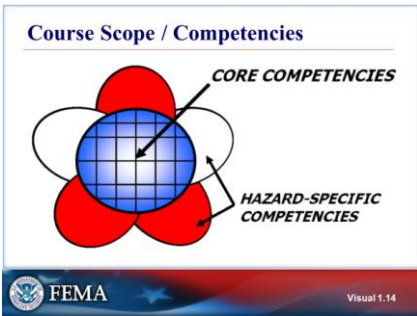 Course Scope / Competencies
CORE COMPETENCIES
HAZARD-SPECIFIC
COMPETENCIES
FEMA
Visual 1.14